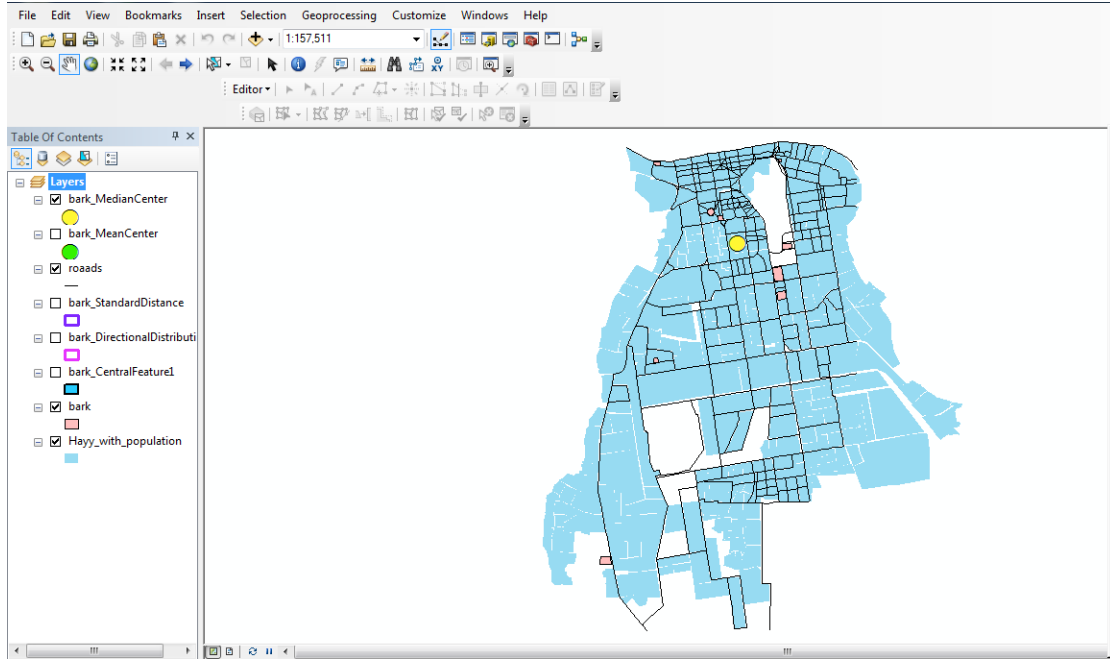 File Edit View Bookmarks Insert Selection Geoprocessing Customize Windows Help
1:157,511
Editor
Table Of Contents
Layers
bark_MedianCenter
bark_MeanCenter
roaads
bark_StandardDistance
bark_DirectionalDistributi
bark_CentralFeature1
bark
Hayy_with_population